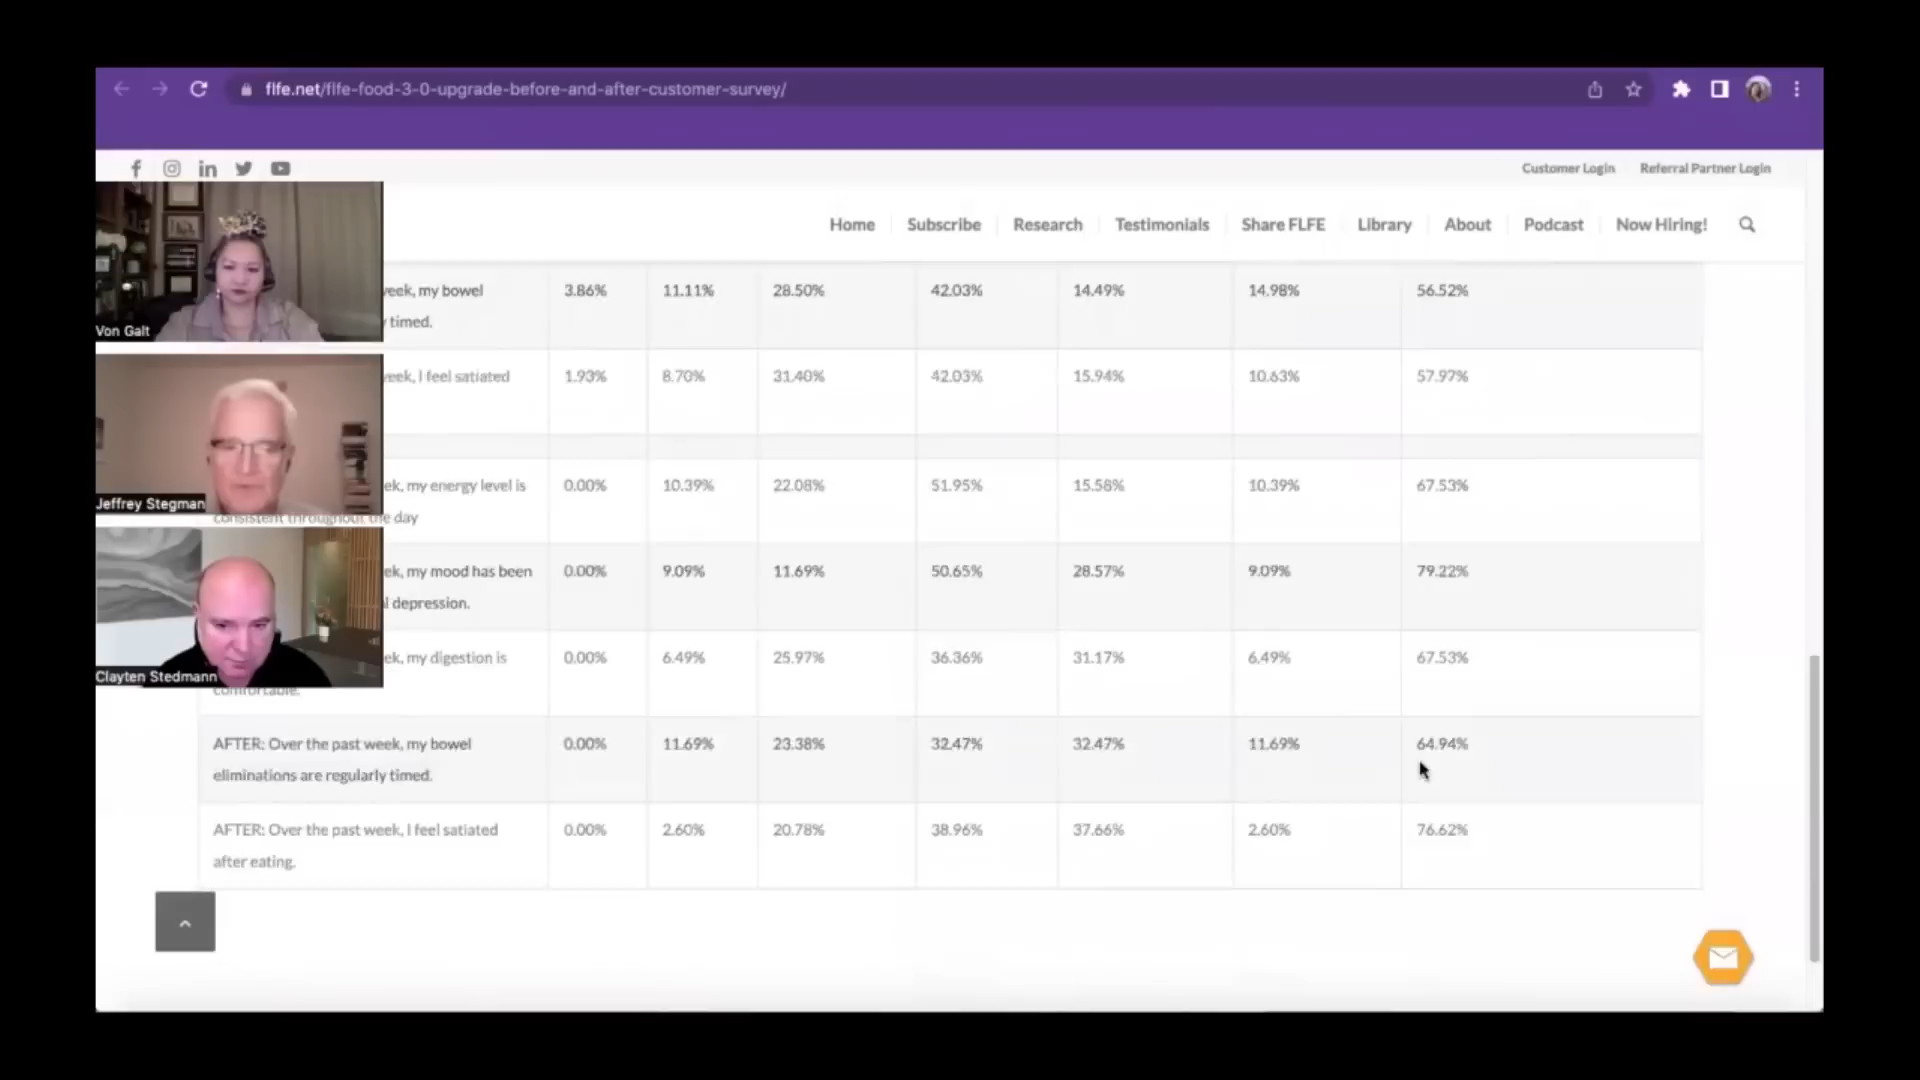 flfe.net/flfe-food-3-0-upgrade-before-and-after-customer-survey/
Customer Login Referral Partner Login
Home Subscribe Research Testimonials Share FLFE Library About Podcast Now Hiring!
week, my bowel 3.86% 11.11% 28.50% 42.03% 14.49% 14.98% 56.52%
timed.
Von Galt
week, I feel satiated 1.93% 8.70% 31.40% 42.03% 15.94% 10.63% 57.97%
my energy level is 0.00% 10.39% 22.08% 51.95% 15.58% 10.39% 67.53%
Jeffrey Stegman
consistent throughout the day
my mood has been 0.00% 9.09% 11.69% 50.65% 28.57% 9.09% 79.22%
depression.
my digestion is 0.00% 6.49% 25.97% 36.36% 31.17% 6.49% 67.53%
Clayten Stedmann
comfortable.
AFTER: Over the past week, my bowel 0.00% 11.69% 23.38% 32.47% 32.47% 11.69% 64.94%
eliminations are regularly timed.
AFTER: Over the past week, I feel satiated 0.00% 2.60% 20.78% 38.96% 37.66% 2.60% 76.62%
after eating.